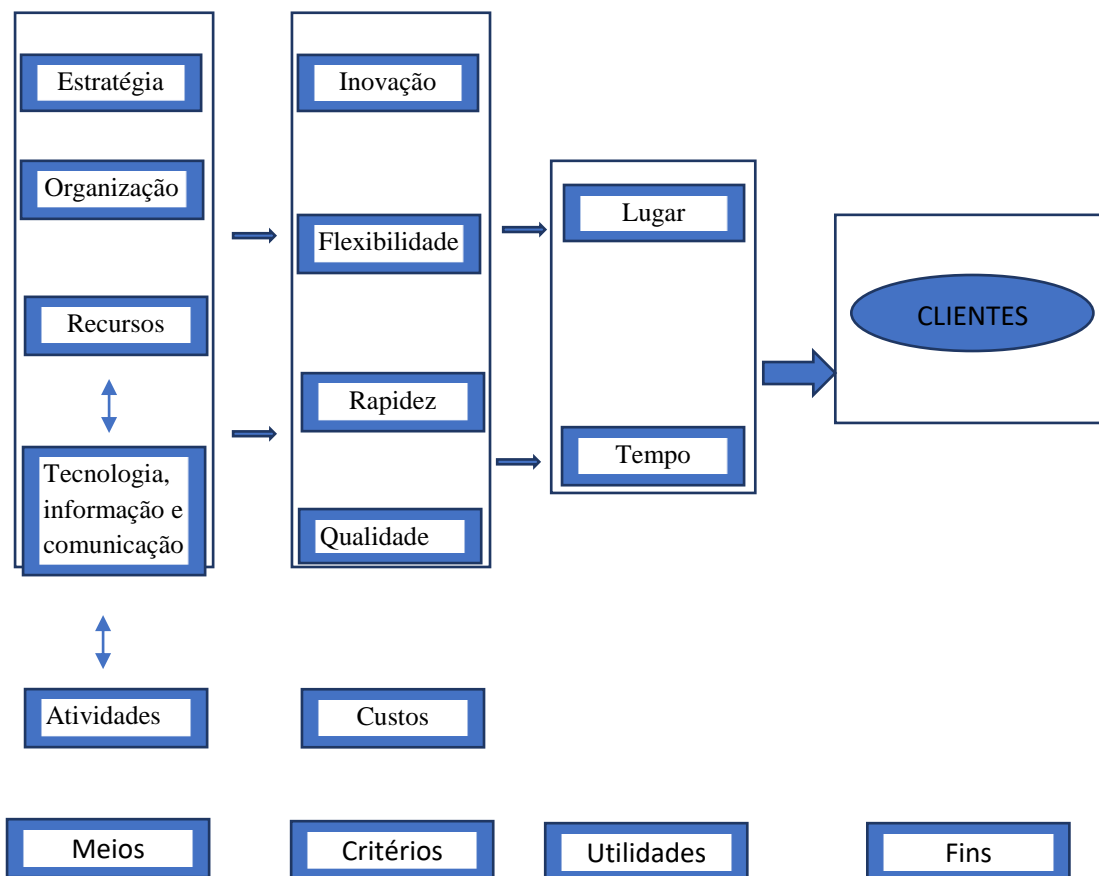 Estratégia
Organização
Recursos
Tecnologia,
informação e
comunicação
Atividades
Meios
Inovação
Flexibilidade
Rapidez
Qualidade
Custos
Critérios
Lugar
Tempo
Utilidades
CLIENTES
Fins